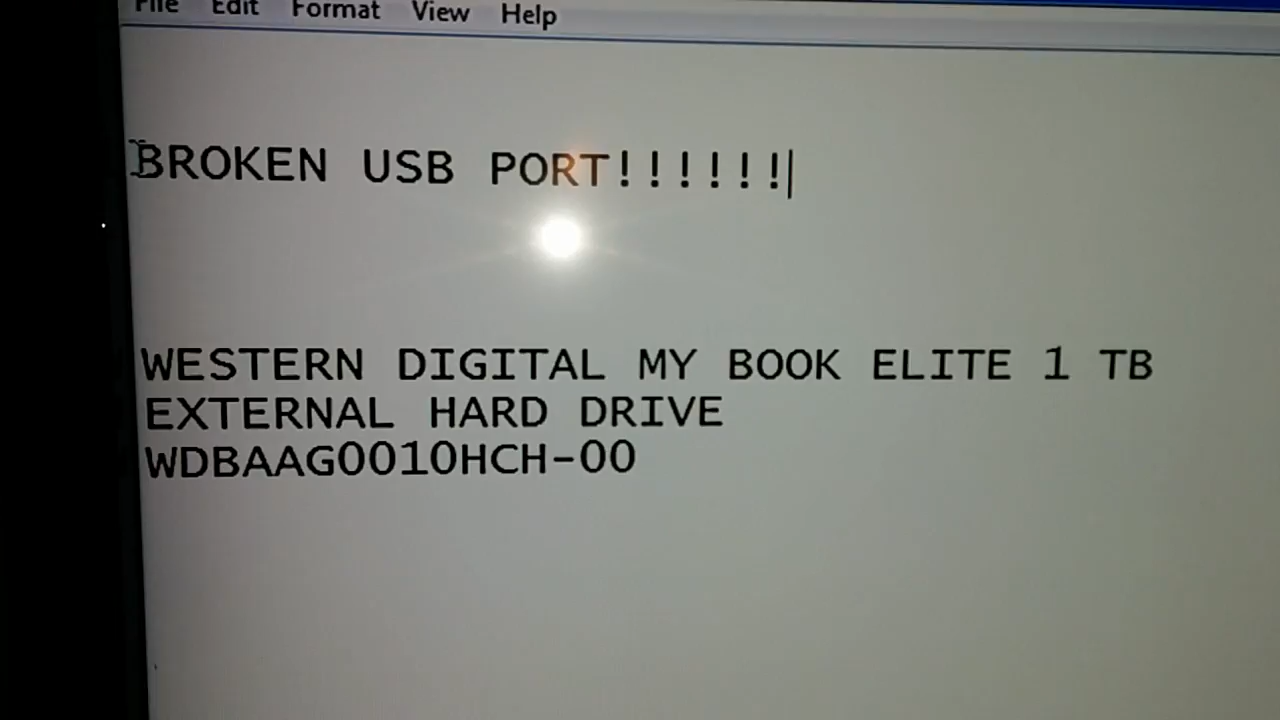 File Edit Format View Help
BROKEN USB PORT!!!!!!
WESTERN DIGITAL MY BOOK ELITE 1 TB
EXTERNAL HARD DRIVE
WDBAAG0010HCH-00